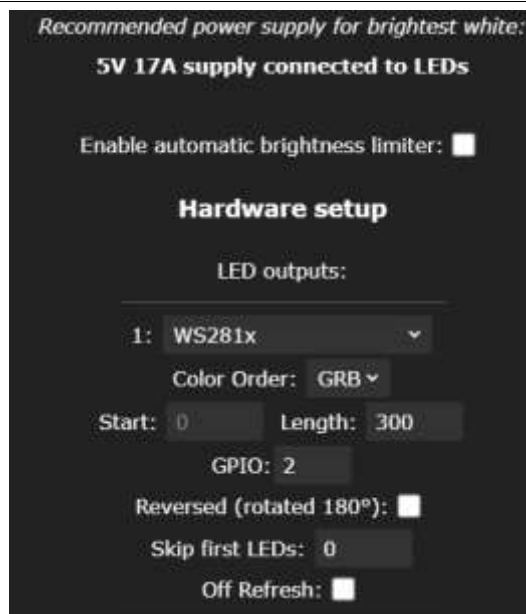 Recommended power supply for brightest white:
5V 17A supply connected to LEDs
Enable automatic brightness limiter:
Hardware setup
LED outputs:
1: WS281x
Color Order: GRB
Start: 0 Length: 300
GPIO: 2
Reversed (rotated 180°):
Skip first LEDs: 0
Off Refresh: